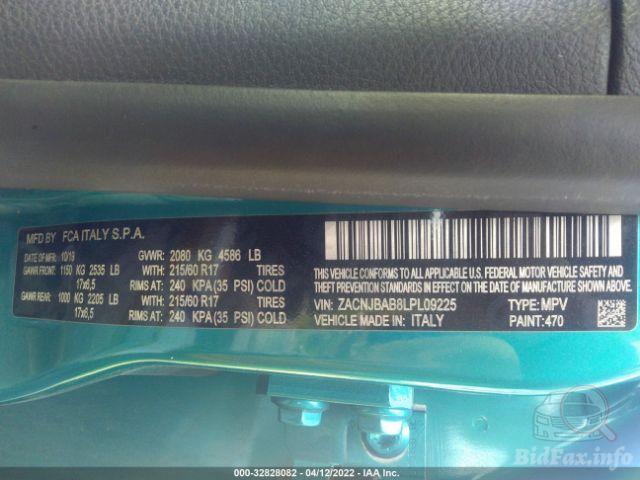 MFD BY FCA ITALY S.P.A.
DATE OF MFR: 10/19 GVWR: 2080 KG 4586 LB
GAWR FRONT: 1150 KG 2535 LB WITH: 215/60 R17 TIRES
17x6,5 RIMS AT: 240 KPA (35 PSI) COLD
GAWR REAR: 1000 KG 2205 LB WITH: 215/60 R17 TIRES
17x6,5 RIMS AT: 240 KPA (35 PSI) COLD
THIS VEHICLE CONFORMS TO ALL APPLICABLE U.S. FEDERAL MOTOR VEHICLE SAFETY AND
THEFT PREVENTION STANDARDS IN EFFECT ON THE DATE OF MANUFACTURE SHOWN ABOVE.
VIN: ZACNJBAB8LPL09225 TYPE: MPV
VEHICLE MADE IN: ITALY PAINT:470
BidFax.info
000-32828082 - 04/12/2022 - IAA Inc.